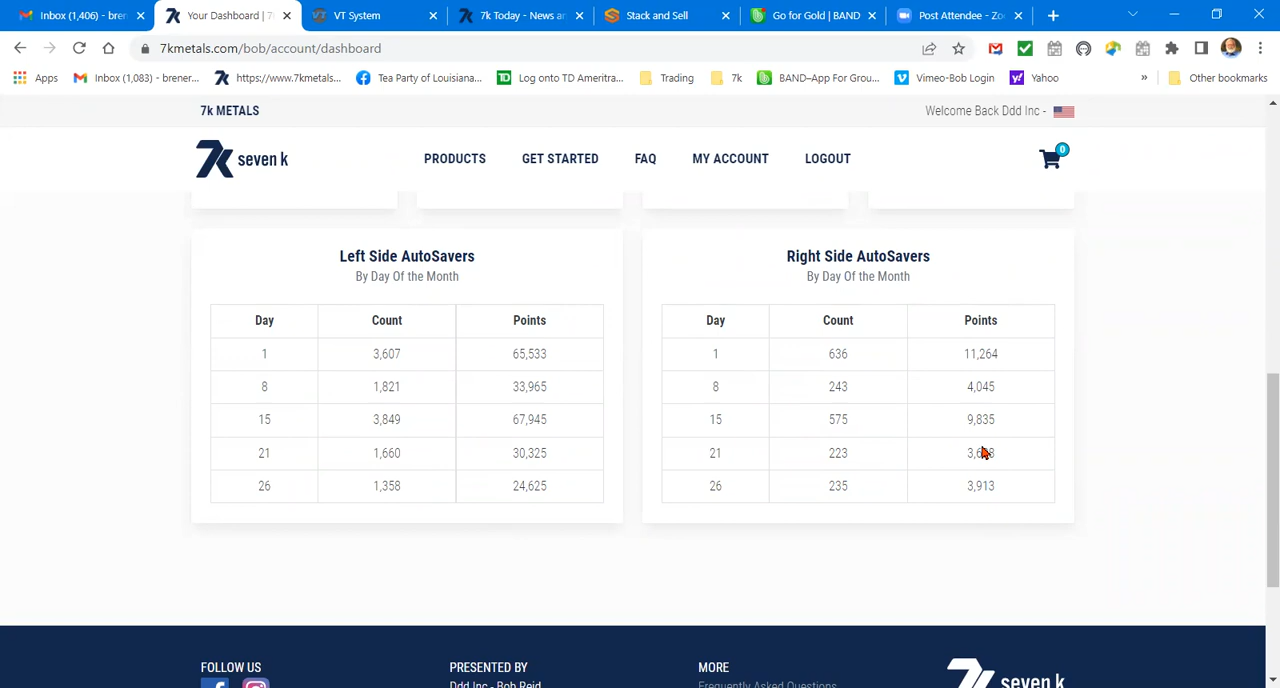 Inbox (1,406) - bren
Your Dashboard | 7
VT System
7k Today - News an
Stack and Sell
Go for Gold | BAND
Post Attendee - Zo
7kmetals.com/bob/account/dashboard
Apps
Inbox (1,083) - brener...
https://www.7kmetals...
Tea Party of Louisiana...
Log onto TD Ameritra...
Trading
7k
BAND–App For Grou...
Vimeo-Bob Login
Yahoo
»
Other bookmarks
7k METALS
Welcome Back Ddd Inc -
7k seven k
PRODUCTS
GET STARTED
FAQ
MY ACCOUNT
LOGOUT
0
Left Side AutoSavers
By Day Of the Month
Day Count Points
1 3,607 65,533
8 1,821 33,965
15 3,849 67,945
21 1,660 30,325
26 1,358 24,625
Right Side AutoSavers
By Day Of the Month
Day Count Points
1 636 11,264
8 243 4,045
15 575 9,835
21 223
26 235 3,913
FOLLOW US
PRESENTED BY
Ddd Inc - Bob Reid
MORE
Frequently Asked Questions
7k seven k